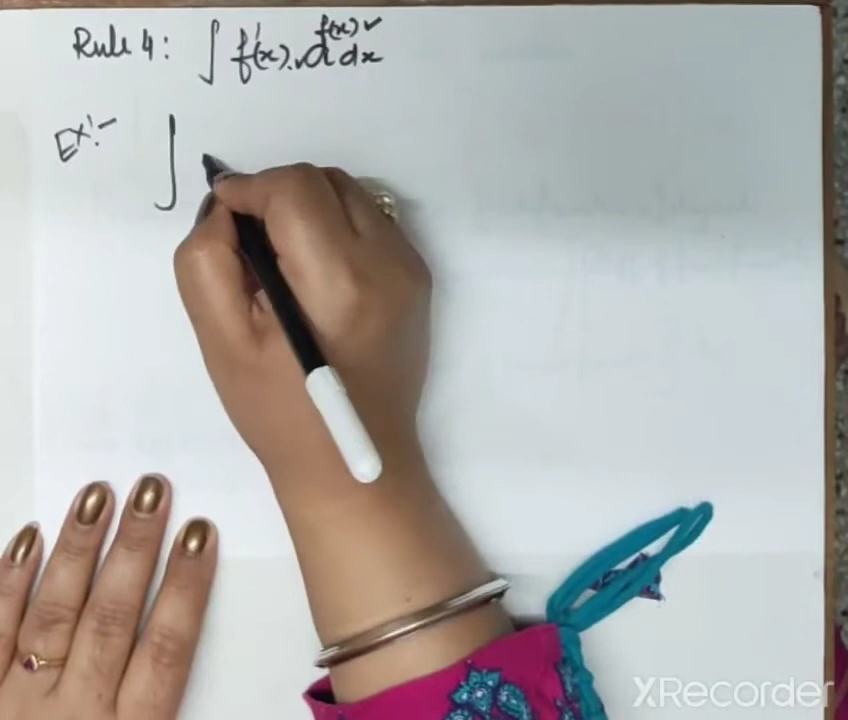 Rule 4: ∫ f'(x). a^f(x) dx
Ex:- ∫
XRecorder